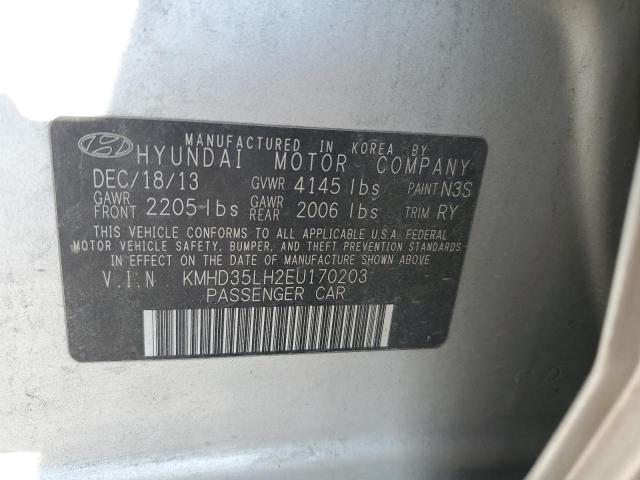 MANUFACTURED IN KOREA BY
HYUNDAI MOTOR COMPANY
DEC/18/13 GVWR 4145 lbs PAINT N3S
GAWR FRONT 2205 lbs GAWR REAR 2006 lbs TRIM RY
THIS VEHICLE CONFORMS TO ALL APPLICABLE U.S.A. FEDERAL
MOTOR VEHICLE SAFETY, BUMPER, AND THEFT PREVENTION STANDARDS
IN EFFECT ON THE DATE OF MANUFACTURE SHOWN ABOVE
V.I.N KMHD35LH2EU170203
PASSENGER CAR